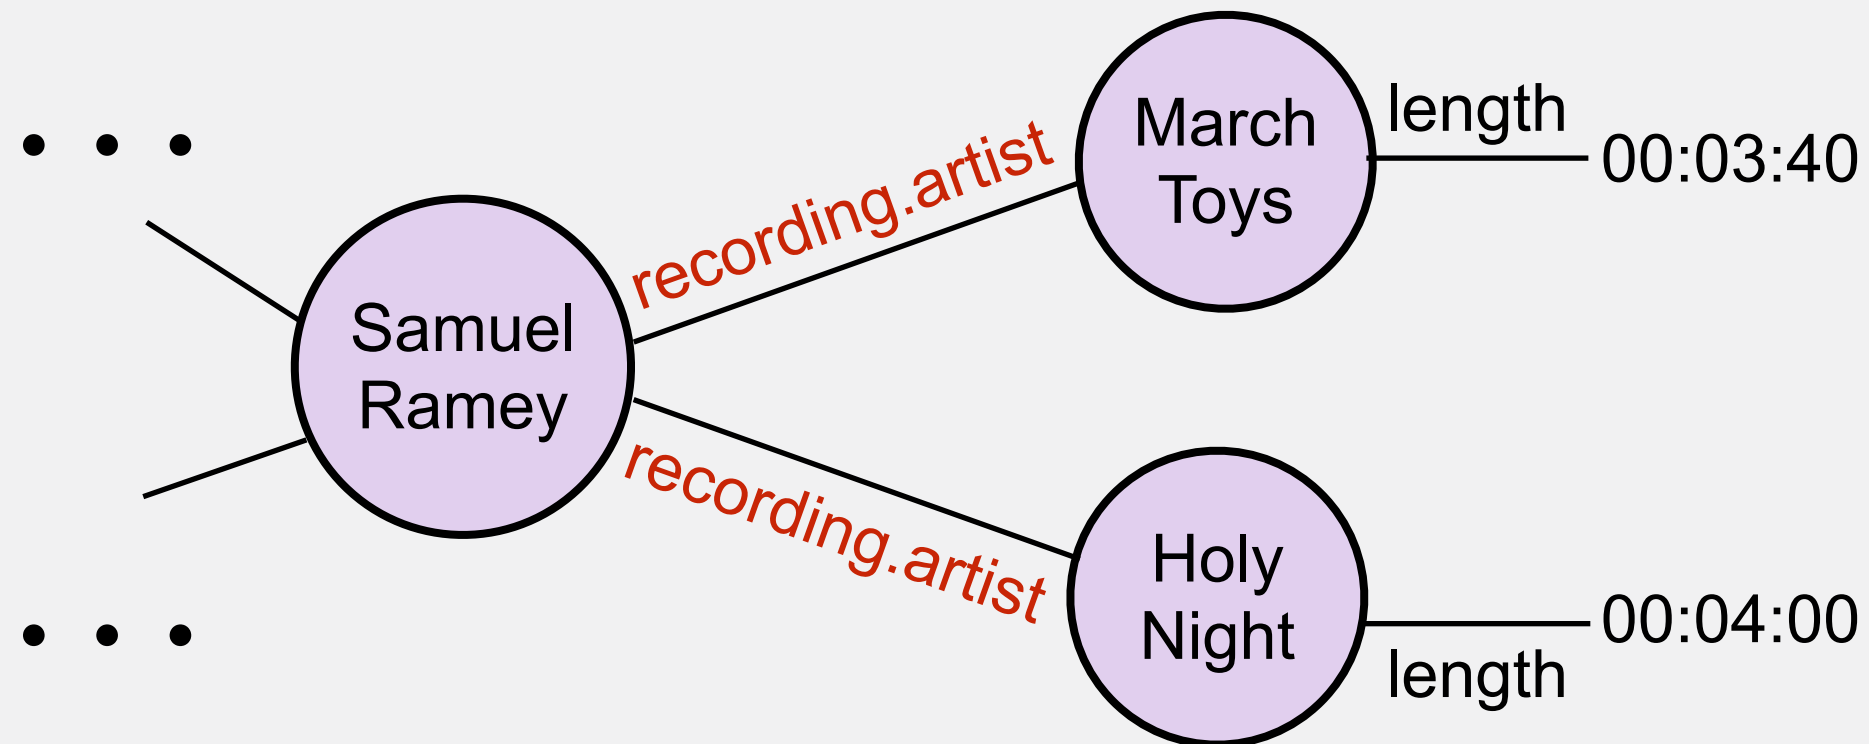 • • •
Samuel
Ramey
recording.artist
March
Toys
length
00:03:40
recording.artist
Holy
Night
length
00:04:00
• • •